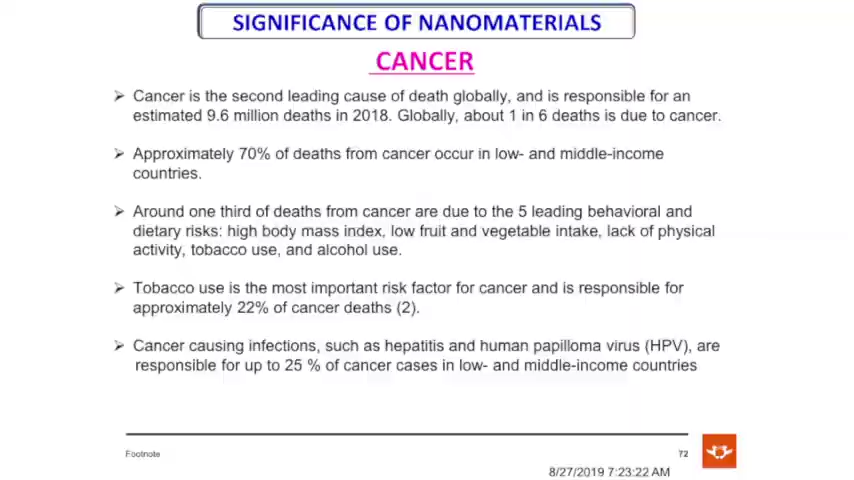 SIGNIFICANCE OF NANOMATERIALS
CANCER
➢ Cancer is the second leading cause of death globally, and is responsible for an
estimated 9.6 million deaths in 2018. Globally, about 1 in 6 deaths is due to cancer.
➢ Approximately 70% of deaths from cancer occur in low- and middle-income
countries.
➢ Around one third of deaths from cancer are due to the 5 leading behavioral and
dietary risks: high body mass index, low fruit and vegetable intake, lack of physical
activity, tobacco use, and alcohol use.
➢ Tobacco use is the most important risk factor for cancer and is responsible for
approximately 22% of cancer deaths (2).
➢ Cancer causing infections, such as hepatitis and human papilloma virus (HPV), are
responsible for up to 25 % of cancer cases in low- and middle-income countries
Footnote 72
8/27/2019 7:23:22 AM